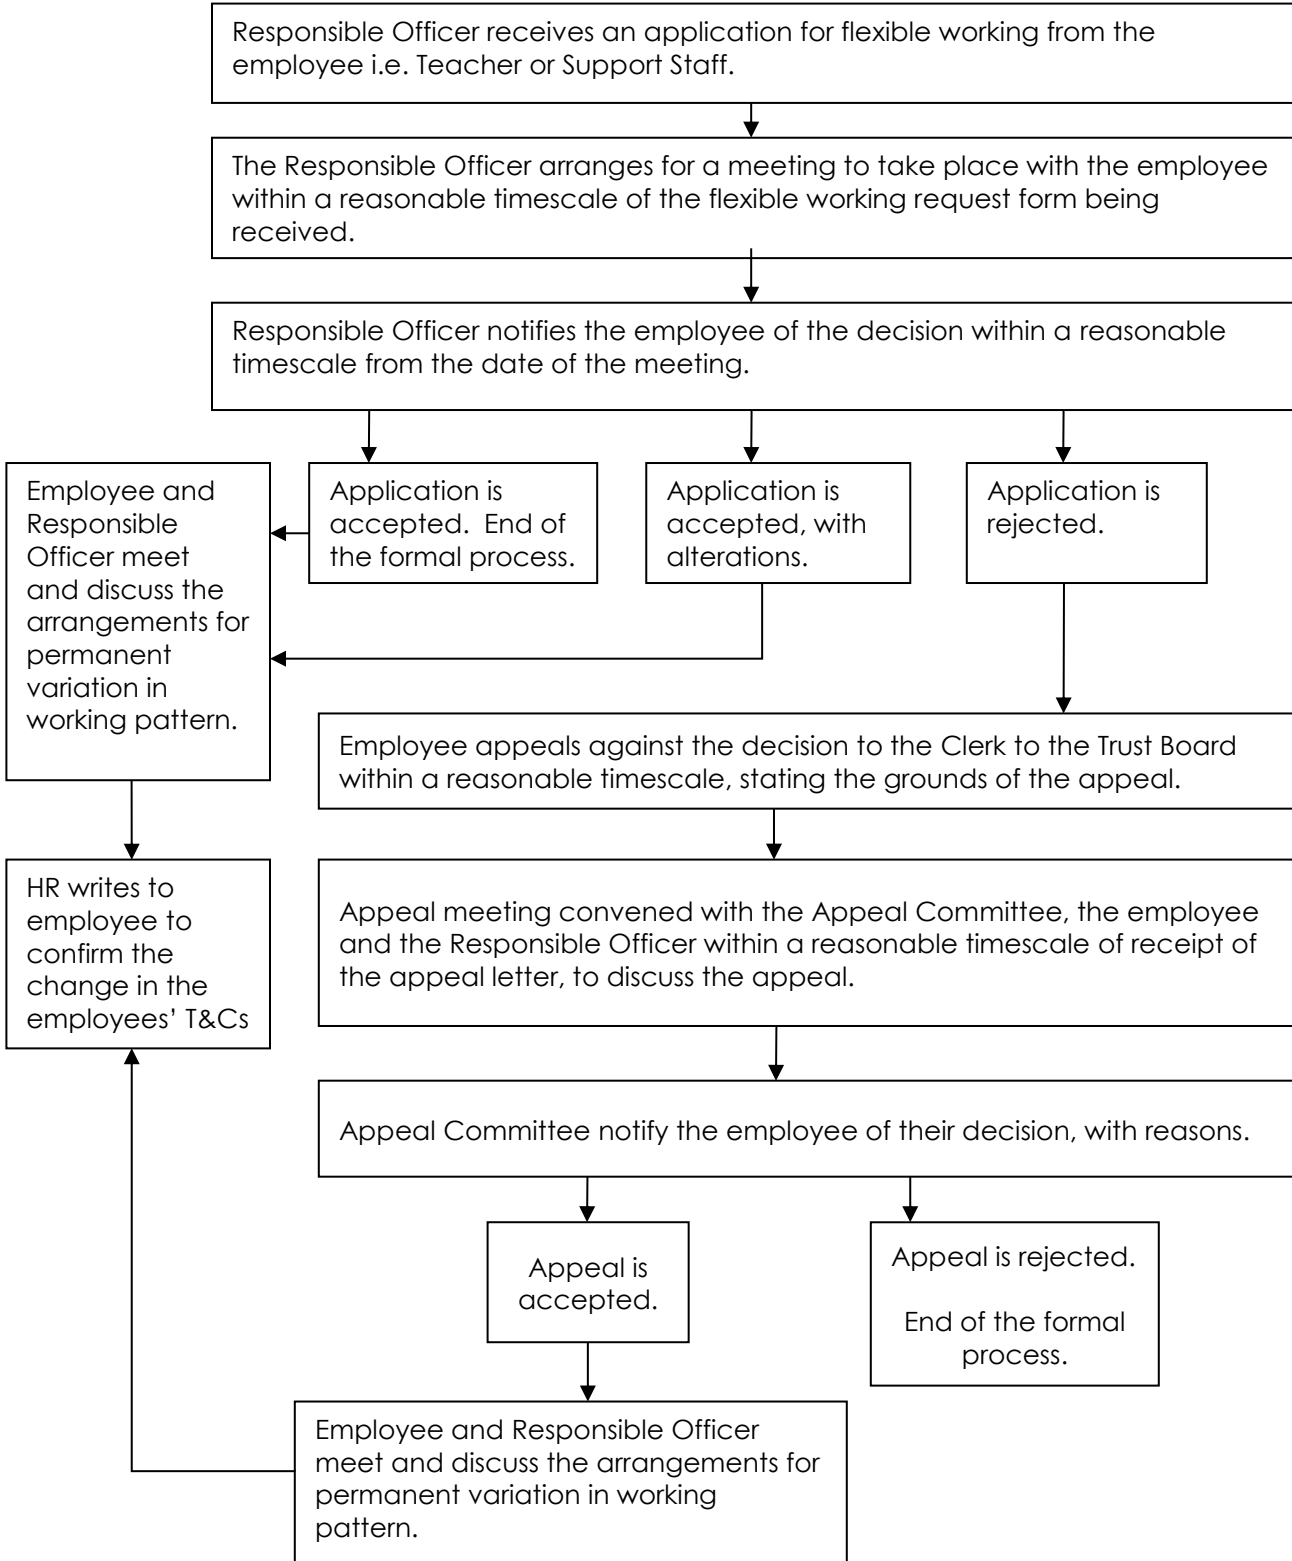 Responsible Officer receives an application for flexible working from the
employee i.e. Teacher or Support Staff.
The Responsible Officer arranges for a meeting to take place with the employee
within a reasonable timescale of the flexible working request form being
received.
Responsible Officer notifies the employee of the decision within a reasonable
timescale from the date of the meeting.
Employee and
Responsible
Officer meet
and discuss the
arrangements for
permanent
variation in
working pattern.
Application is
accepted.  End of
the formal process.
Application is
accepted, with
alterations.
Application is
rejected.
Employee appeals against the decision to the Clerk to the Trust Board
within a reasonable timescale, stating the grounds of the appeal.
HR writes to
employee to
confirm the
change in the
employees’ T&Cs
Appeal meeting convened with the Appeal Committee, the employee
and the Responsible Officer within a reasonable timescale of receipt of
the appeal letter, to discuss the appeal.
Appeal Committee notify the employee of their decision, with reasons.
Appeal is
accepted.
Appeal is rejected.
End of the formal
process.
Employee and Responsible Officer
meet and discuss the arrangements for
permanent variation in working
pattern.